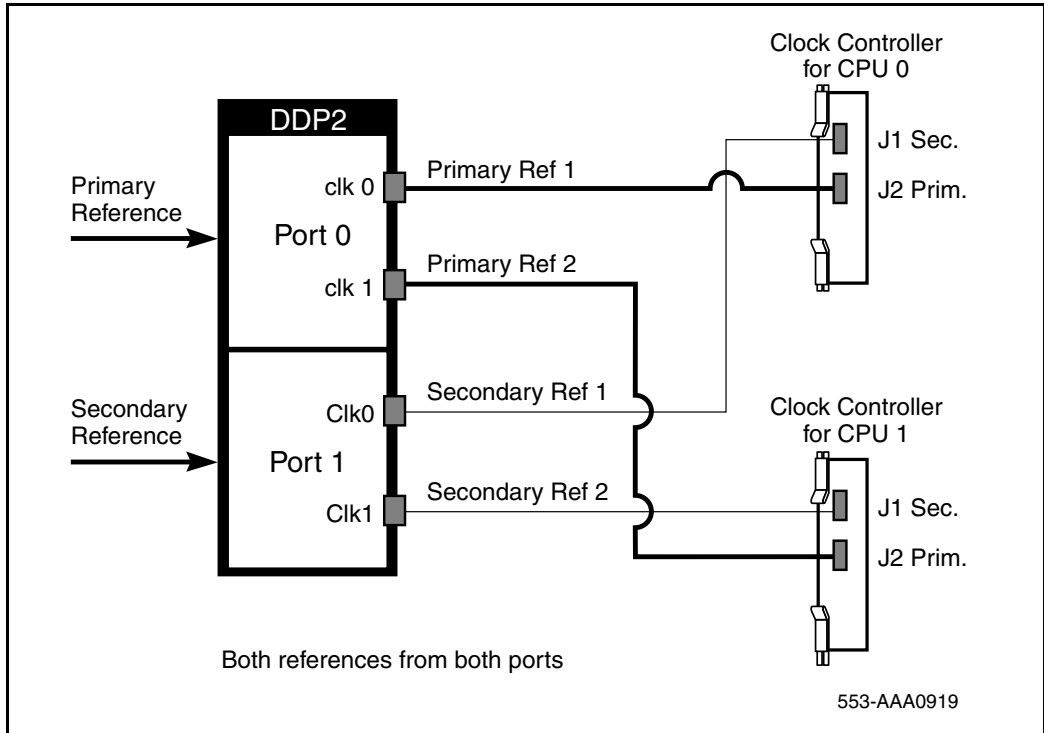 Clock Controller
for CPU 0
DDP2
J1 Sec.
Primary
Reference
clk 0
Primary Ref 1
J2 Prim.
Port 0
clk 1
Primary Ref 2
Secondary
Reference
Clk0
Secondary Ref 1
Clock Controller
for CPU 1
Port 1
Clk1
Secondary Ref 2
J1 Sec.
J2 Prim.
Both references from both ports
553-AAA0919